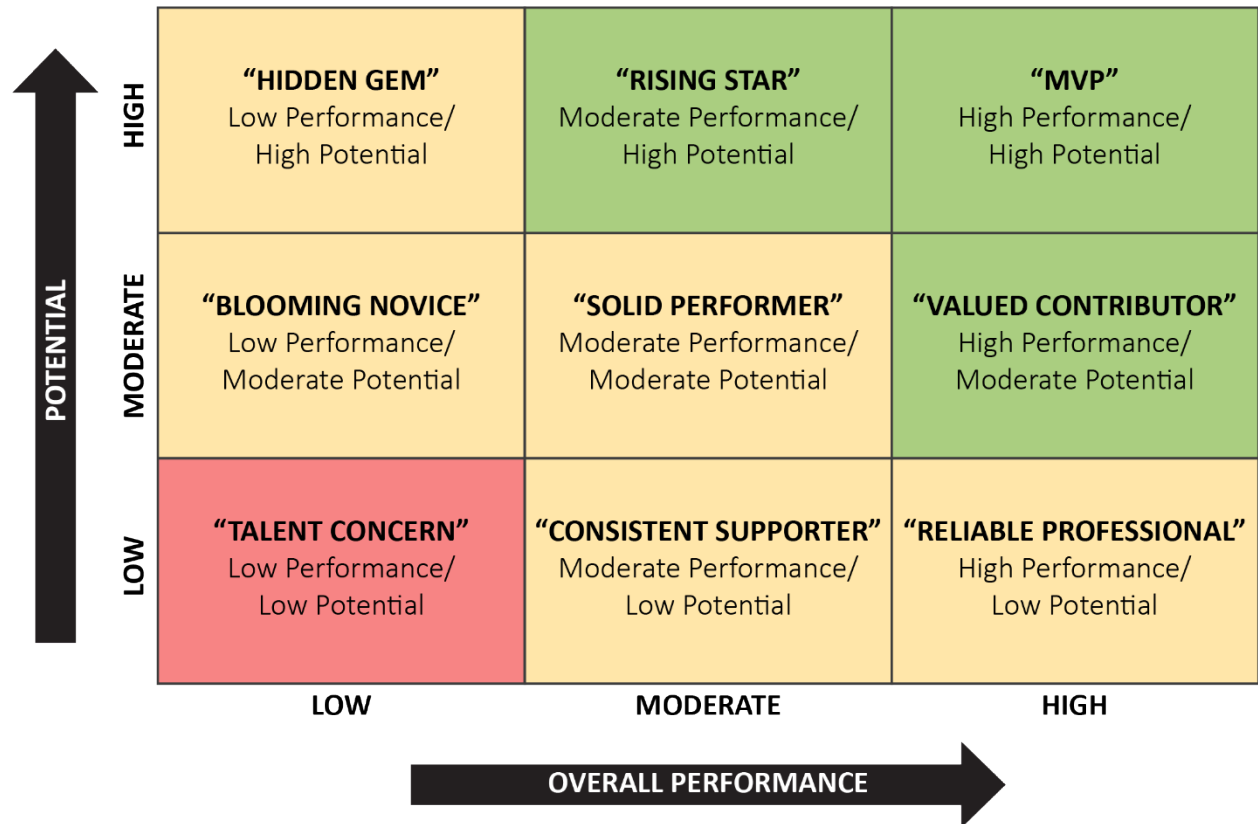 POTENTIAL
HIGH
“HIDDEN GEM”
Low Performance/
High Potential
“RISING STAR”
Moderate Performance/
High Potential
“MVP”
High Performance/
High Potential
MODERATE
“BLOOMING NOVICE”
Low Performance/
Moderate Potential
“SOLID PERFORMER”
Moderate Performance/
Moderate Potential
“VALUED CONTRIBUTOR”
High Performance/
Moderate Potential
LOW
“TALENT CONCERN”
Low Performance/
Low Potential
“CONSISTENT SUPPORTER”
Moderate Performance/
Low Potential
“RELIABLE PROFESSIONAL”
High Performance/
Low Potential
LOW
MODERATE
HIGH
OVERALL PERFORMANCE